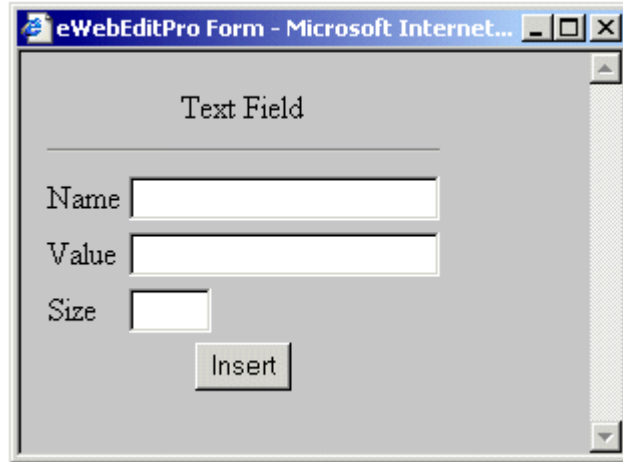 eWebEditPro Form - Microsoft Internet...
Text Field
Name
Value
Size
Insert